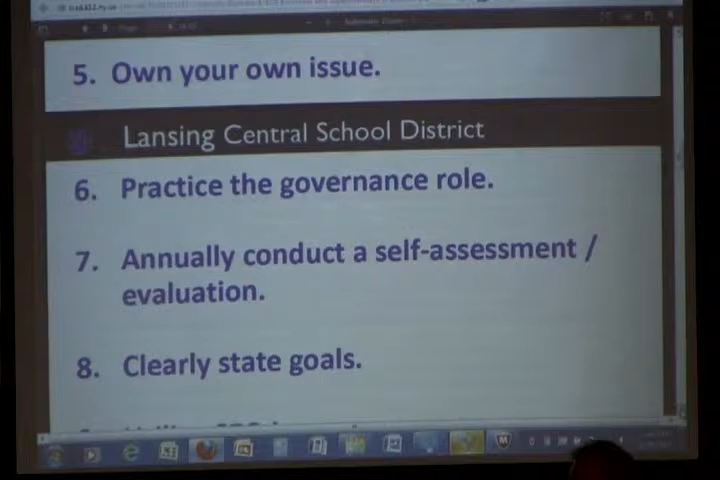 5. Own your own issue.
Lansing Central School District
6. Practice the governance role.
7. Annually conduct a self-assessment /
evaluation.
8. Clearly state goals.